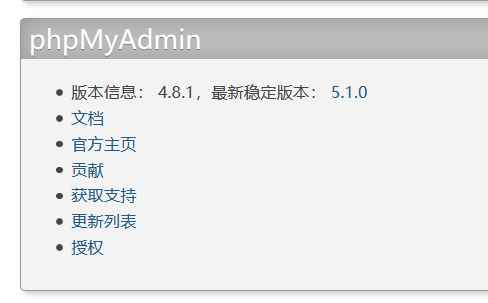 phpMyAdmin
版本信息： 4.8.1，最新稳定版本： 5.1.0
文档
官方主页
贡献
获取支持
更新列表
授权